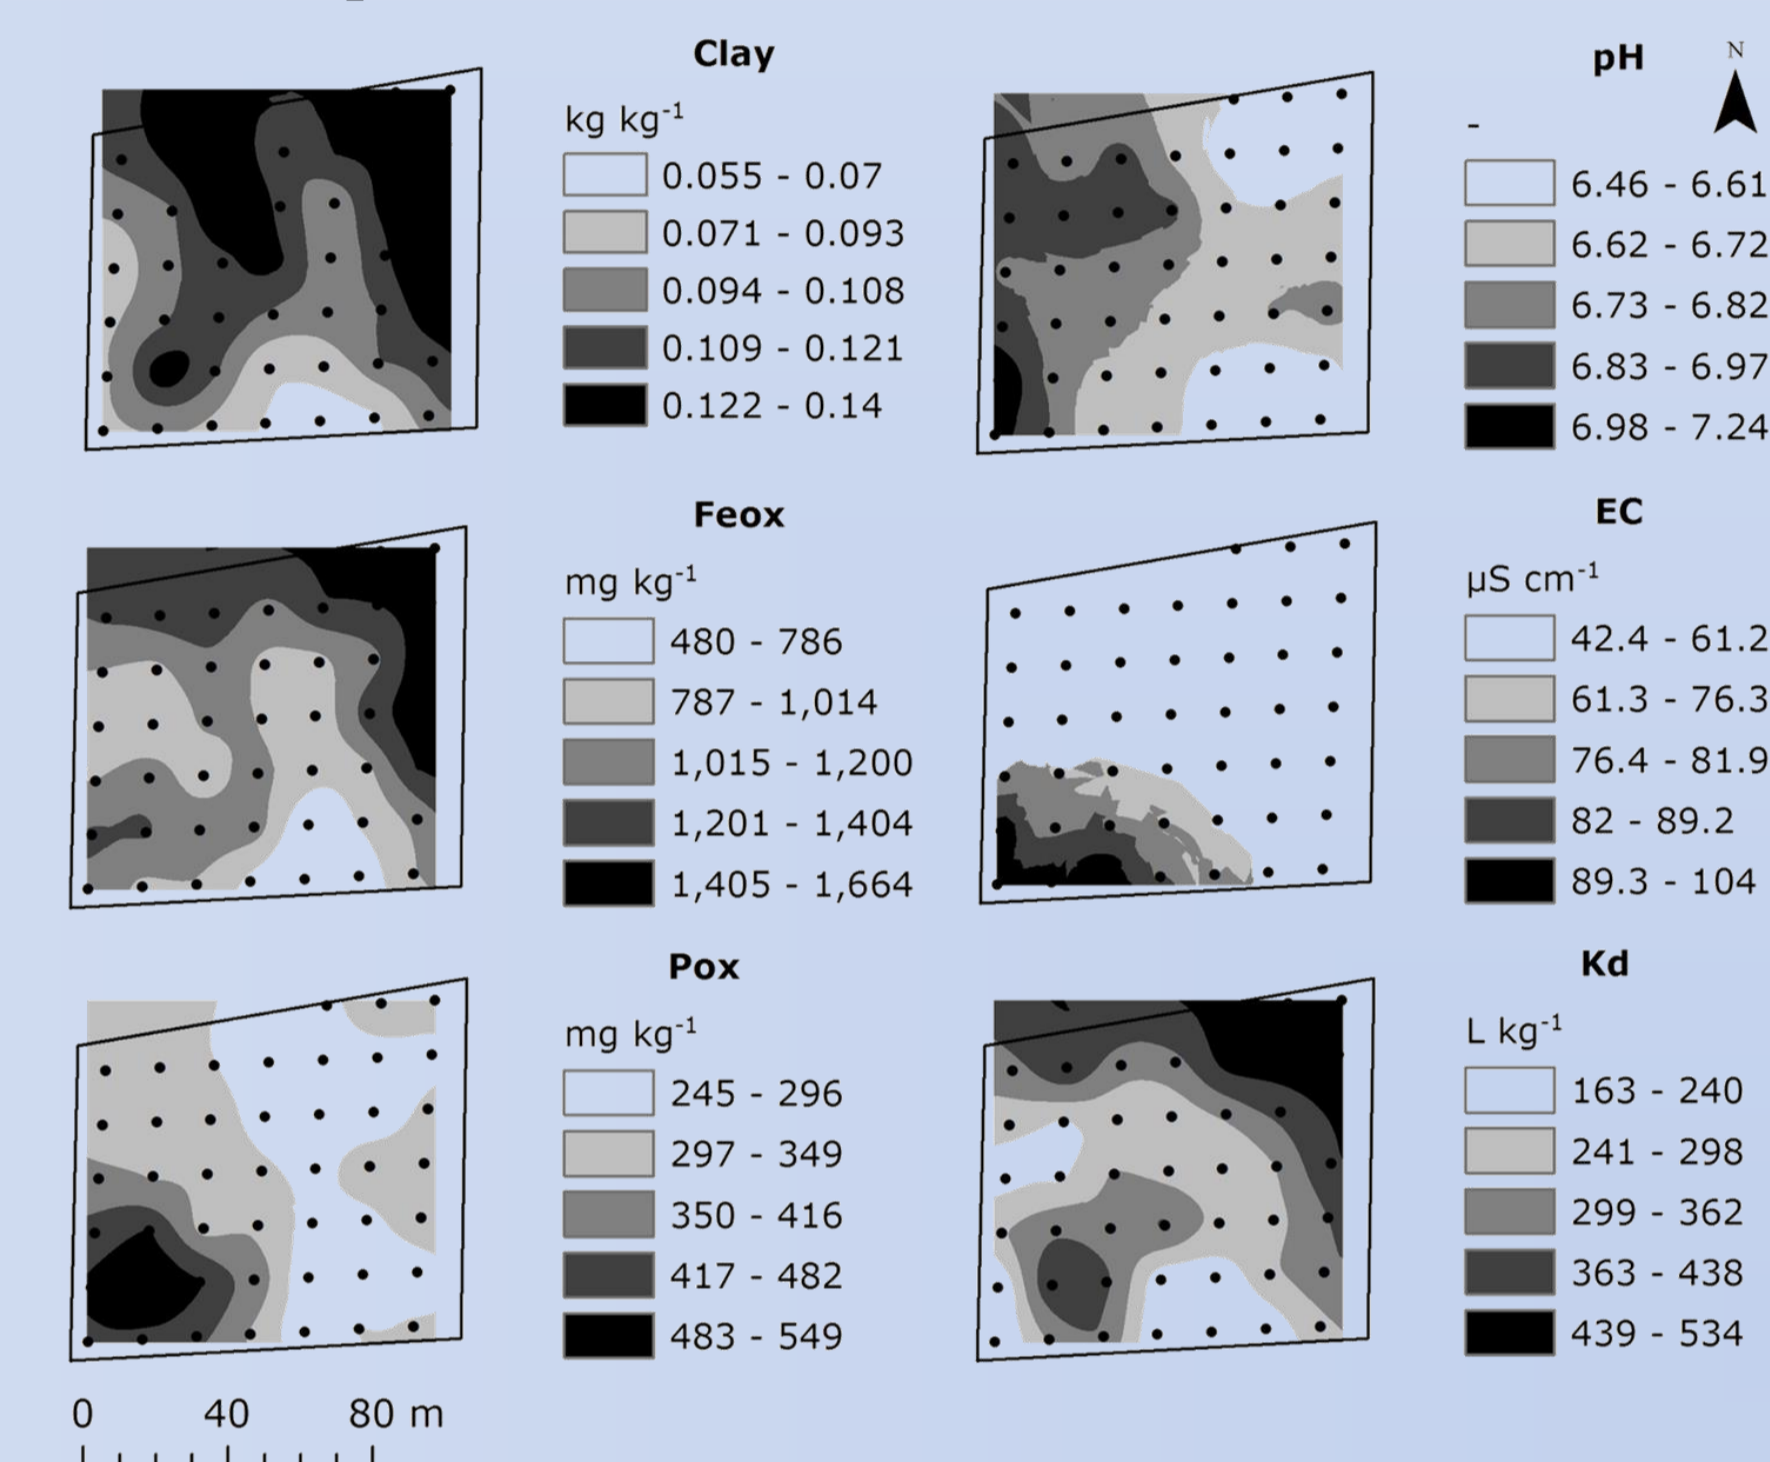 Clay
kg kg-1
0.055 - 0.07
0.071 - 0.093
0.094 - 0.108
0.109 - 0.121
0.122 - 0.14
pH
N
-
6.46 - 6.61
6.62 - 6.72
6.73 - 6.82
6.83 - 6.97
6.98 - 7.24
Feox
mg kg-1
480 - 786
787 - 1,014
1,015 - 1,200
1,201 - 1,404
1,405 - 1,664
EC
µS cm-1
42.4 - 61.2
61.3 - 76.3
76.4 - 81.9
82 - 89.2
89.3 - 104
Pox
mg kg-1
245 - 296
297 - 349
350 - 416
417 - 482
483 - 549
Kd
L kg-1
163 - 240
241 - 298
299 - 362
363 - 438
439 - 534
0 40 80 m